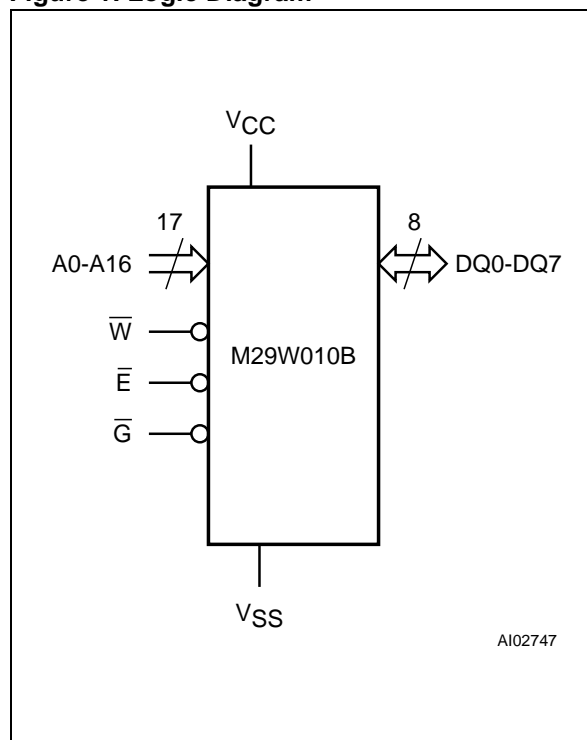 Figure 1. Logic Diagram
VCC
17
8
A0-A16
DQ0-DQ7
W̅
M29W010B
E̅
G̅
VSS
AI02747